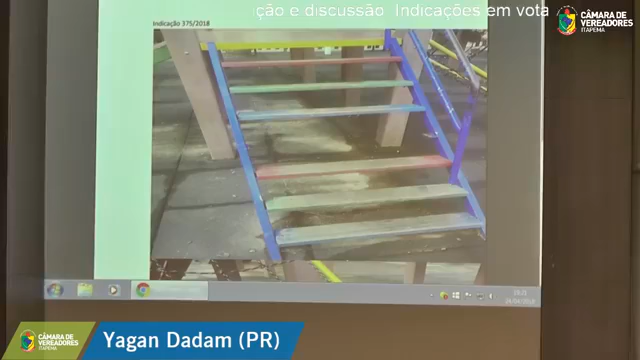 ção e discussão Indicações em vota
CÂMARA DE
VEREADORES
ITAPEMA
Indicação 375/2018
CÂMARA DE
VEREADORES
ITAPEMA
Yagan Dadam (PR)